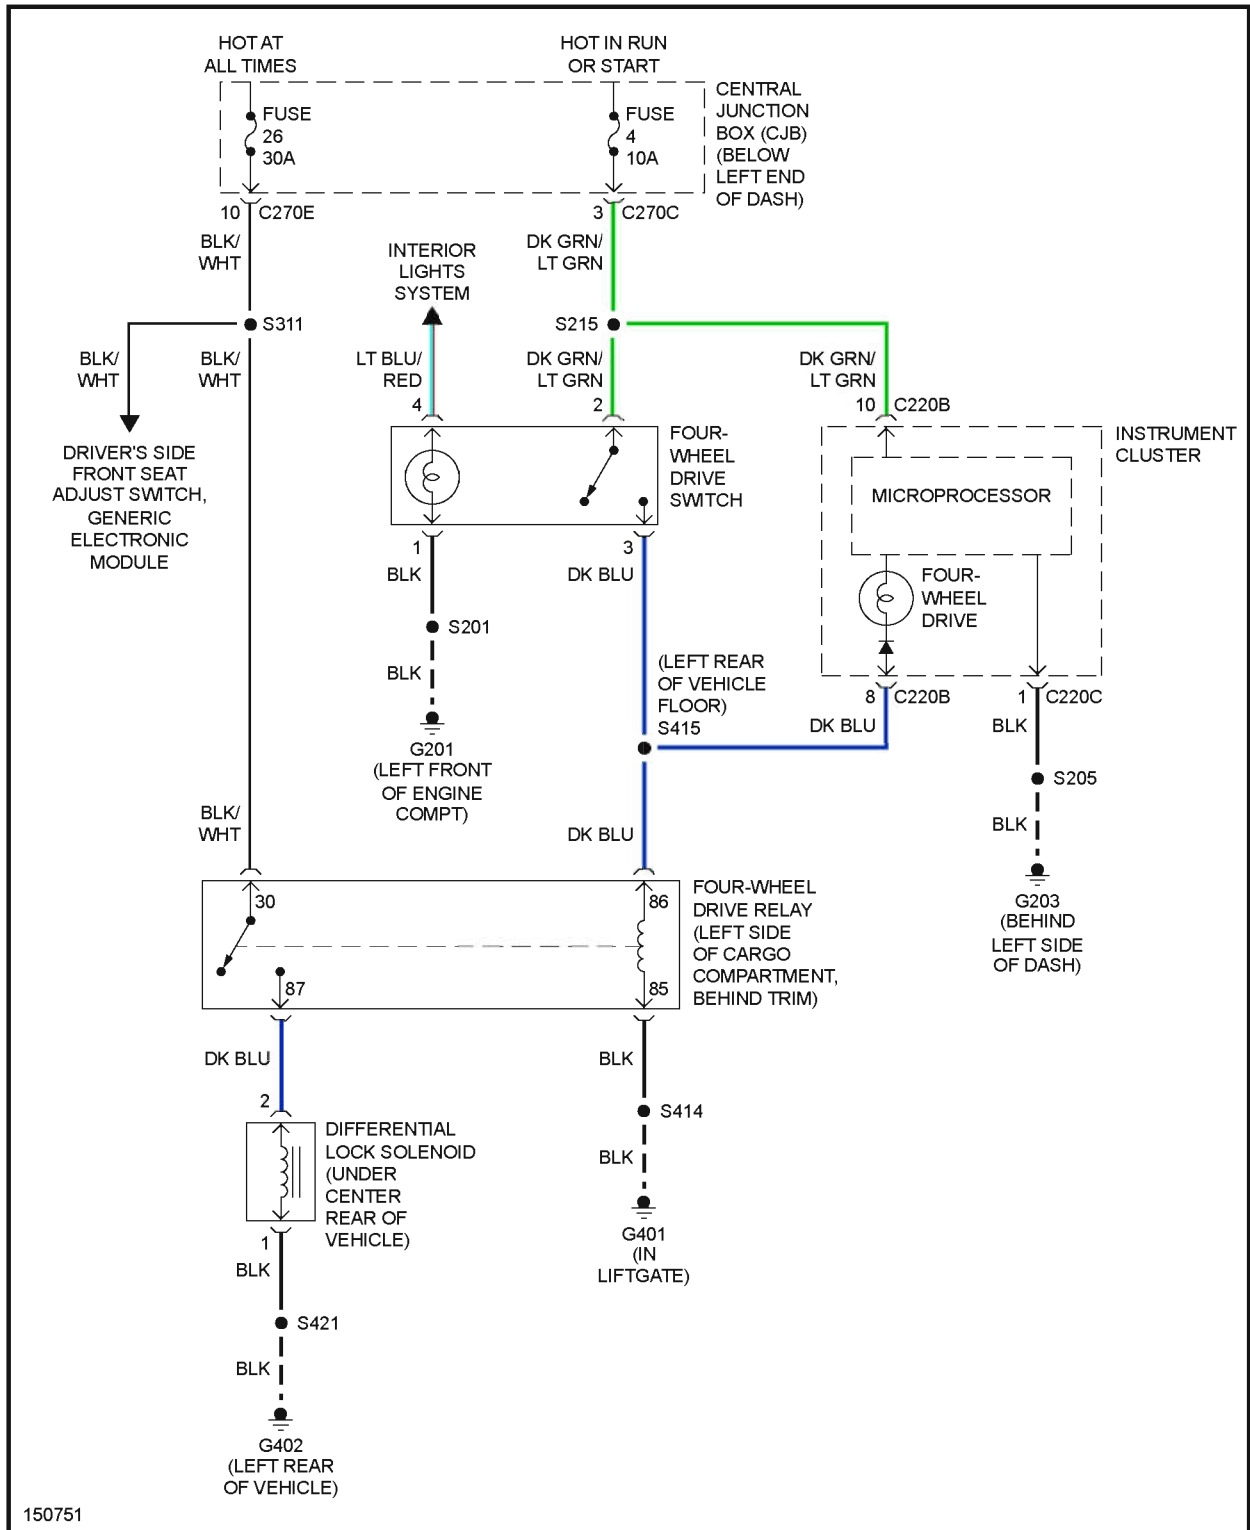 HOT AT
ALL TIMES
HOT IN RUN
OR START
FUSE
26
30A
FUSE
4
10A
CENTRAL
JUNCTION
BOX (CJB)
(BELOW
LEFT END
OF DASH)
10
C270E
3
C270C
BLK/
WHT
INTERIOR
LIGHTS
SYSTEM
DK GRN/
LT GRN
S311
S215
BLK/
WHT
BLK/
WHT
LT BLU/
RED
DK GRN/
LT GRN
DK GRN/
LT GRN
4
2
10
C220B
DRIVER'S SIDE
FRONT SEAT
ADJUST SWITCH,
GENERIC
ELECTRONIC
MODULE
FOUR-
WHEEL
DRIVE
SWITCH
INSTRUMENT
CLUSTER
MICROPROCESSOR
1
3
BLK
DK BLU
FOUR-
WHEEL
DRIVE
S201
BLK
(LEFT REAR
OF VEHICLE
FLOOR)
S415
8
C220B
1
C220C
DK BLU
BLK
G201
(LEFT FRONT
OF ENGINE
COMPT)
S205
BLK/
WHT
DK BLU
BLK
30
86
87
85
FOUR-WHEEL
DRIVE RELAY
(LEFT SIDE
OF CARGO
COMPARTMENT,
BEHIND TRIM)
G203
(BEHIND
LEFT SIDE
OF DASH)
DK BLU
BLK
2
S414
DIFFERENTIAL
LOCK SOLENOID
(UNDER
CENTER
REAR OF
VEHICLE)
BLK
1
BLK
G401
(IN
LIFTGATE)
S421
BLK
G402
(LEFT REAR
OF VEHICLE)
150751